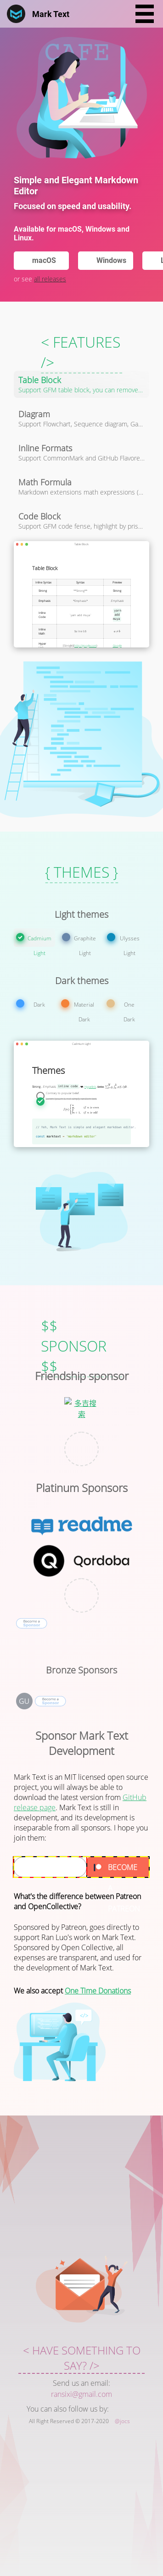 Mark Text
CAFE
Simple and Elegant Markdown
Editor
Focused on speed and usability.
Available for macOS, Windows and
Linux.
macOS
Windows
L
or see all releases
< FEATURES
/>
Table Block
Support GFM table block, you can remove...
Diagram
Support Flowchart, Sequence diagram, Ga...
Inline Formats
Support CommonMark and GitHub Flavore...
Math Formula
Markdown extensions math expressions (...
Code Block
Support GFM code fense, highlight by pris...
Table Block
{ THEMES }
Light themes
Cadmium Light
Graphite Light
Ulysses Light
Dark themes
Dark
Material Dark
One Dark
Themes
$$
SPONSOR
$$
Friendship sponsor
多吉搜
索
Platinum Sponsors
readme
Qordoba
Bronze Sponsors
GU
Sponsor Mark Text
Development
Mark Text is an MIT licensed open source
project, you will always be able to
download the latest version from GitHub
release page. Mark Text is still in
development, and its development is
inseparable from all sponsors. I hope you
join them:
BECOME
What's the difference between Patreon
and OpenCollective?
Sponsored by Patreon, goes directly to
support Ran Luo's work on Mark Text.
Sponsored by Open Collective, all
expenses are transparent, and used for
the development of Mark Text.
We also accept One Time Donations
< HAVE SOMETHING TO
SAY? />
Send us an email:
ransixi@gmail.com
You can also follow us by:
All Right Reserved © 2017-2020 @Jocs